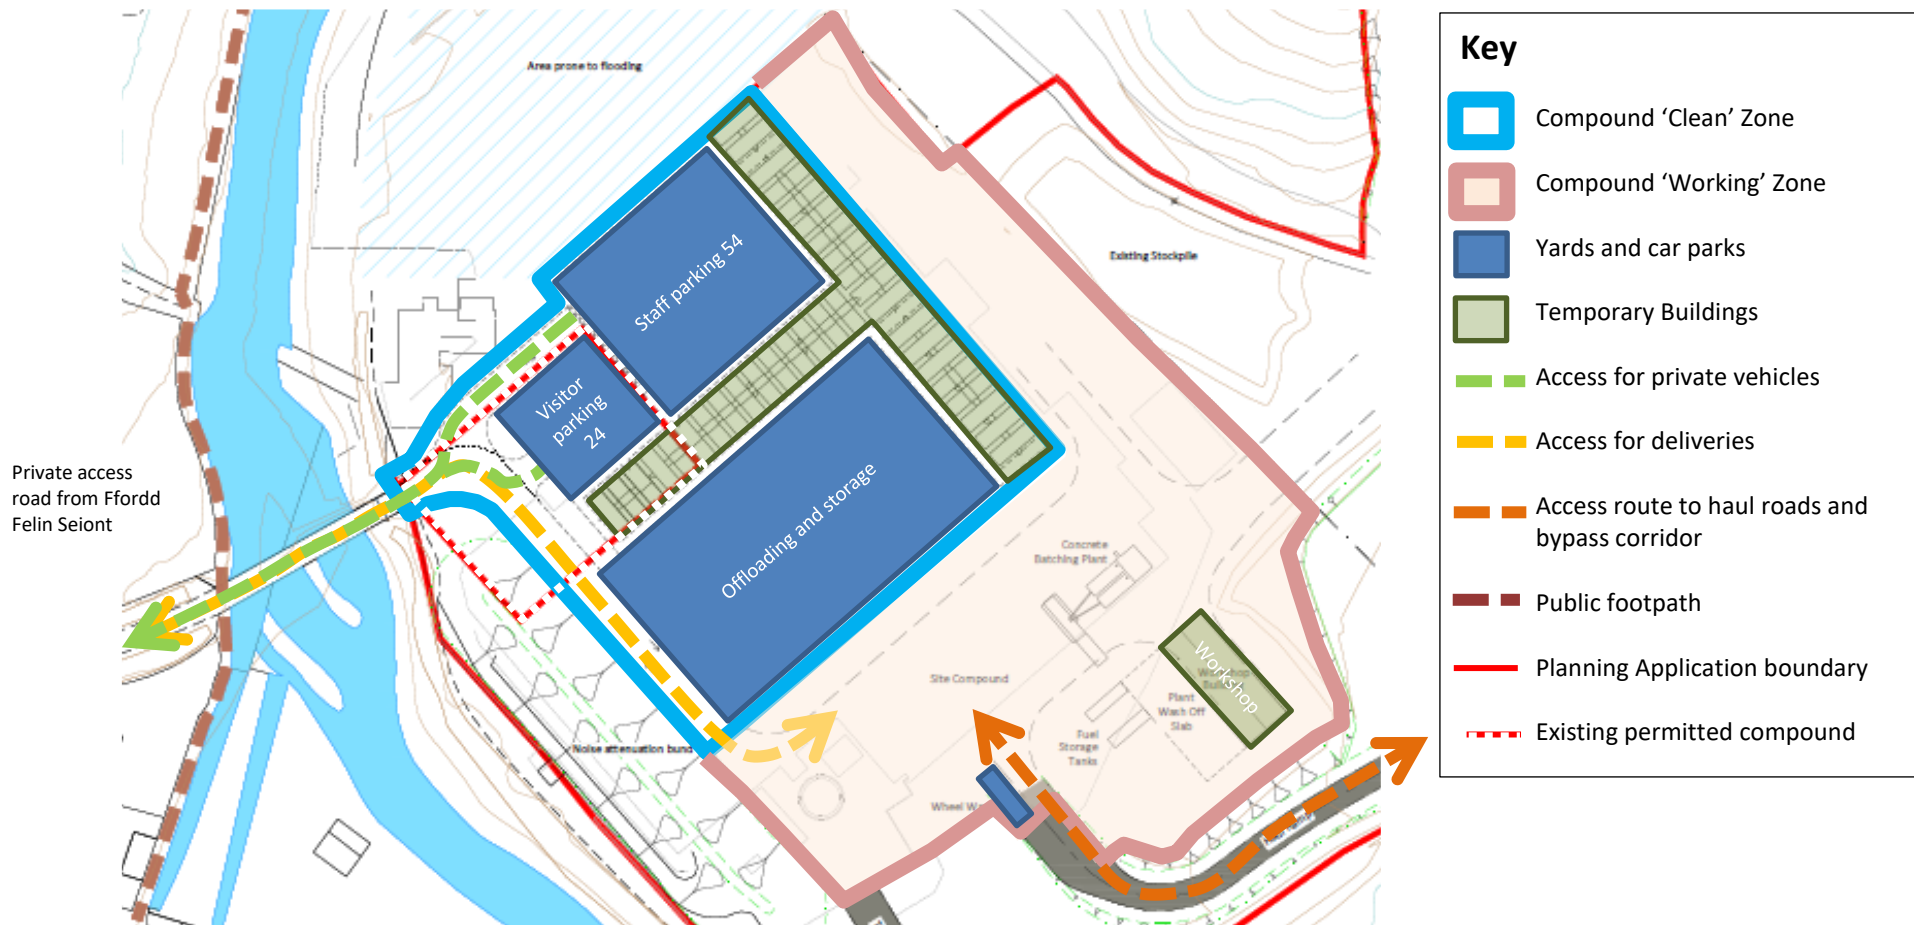 Area prone to flooding
Existing Stockpile
Staff parking 54
Visitor
parking
24
Offloading and storage
Private access
road from Ffordd
Felin Seiont
Concrete
Batching Plant
Site Compound
Workshop
Plant
Wash Off
Slab
Fuel
Storage
Tanks
Noise attenuation bund
Wheel
Key
Compound ‘Clean’ Zone
Compound ‘Working’ Zone
Yards and car parks
Temporary Buildings
Access for private vehicles
Access for deliveries
Access route to haul roads and
bypass corridor
Public footpath
Planning Application boundary
Existing permitted compound